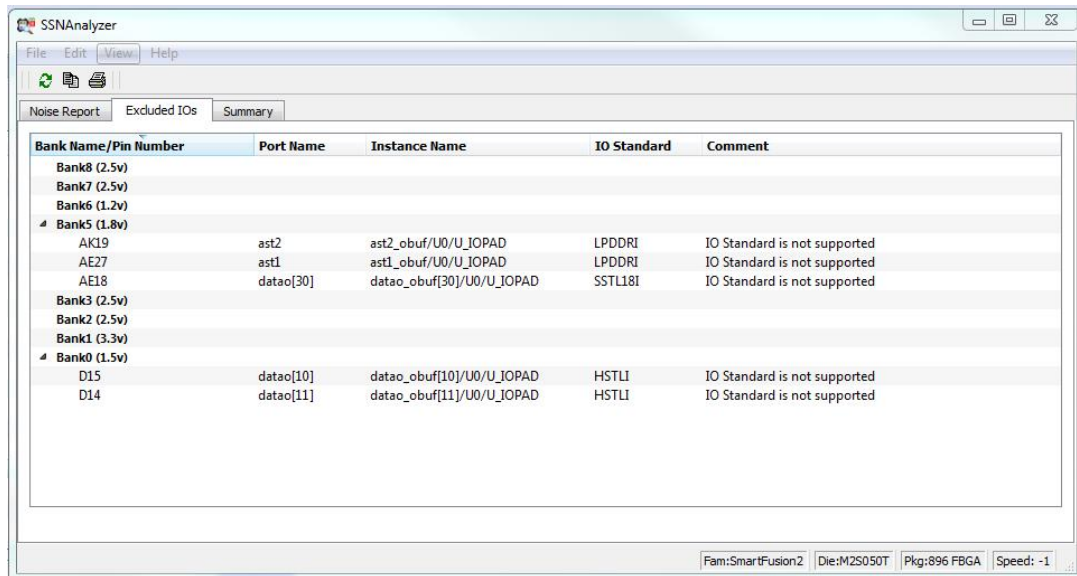 SSNAnalyzer
File Edit View Help
Noise Report Excluded IOs Summary
Bank Name/Pin Number Port Name Instance Name IO Standard Comment
Bank8 (2.5v)
Bank7 (2.5v)
Bank6 (1.2v)
Bank5 (1.8v)
AK19 ast2 ast2_obuf/U0/U_IOPAD LPDDRI IO Standard is not supported
AE27 ast1 ast1_obuf/U0/U_IOPAD LPDDRI IO Standard is not supported
AE18 datao[30] datao_obuf[30]/U0/U_IOPAD SSTL18I IO Standard is not supported
Bank3 (2.5v)
Bank2 (2.5v)
Bank1 (3.3v)
Bank0 (1.5v)
D15 datao[10] datao_obuf[10]/U0/U_IOPAD HSTLI IO Standard is not supported
D14 datao[11] datao_obuf[11]/U0/U_IOPAD HSTLI IO Standard is not supported
Fam:SmartFusion2 Die:M2S050T Pkg:896 FBGA Speed: -1